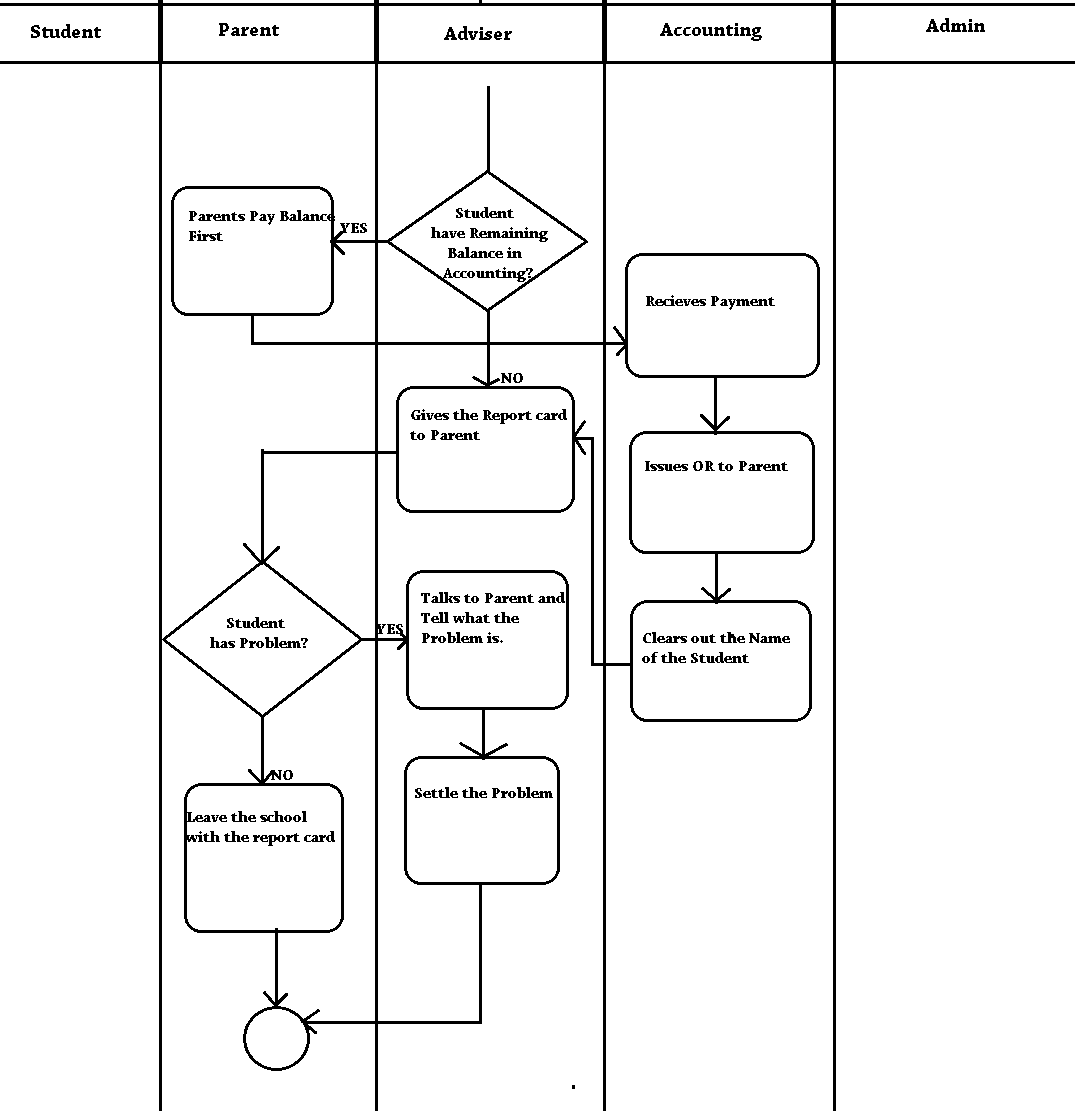 Student
Parent
Adviser
Accounting
Admin
Student
have Remaining
Balance in
Accounting?
YES
Parents Pay Balance
First
Recieves Payment
NO
Gives the Report card
to Parent
Issues OR to Parent
Clears out the Name
of the Student
Student
has Problem?
YES
Talks to Parent and
Tell what the
Problem is.
NO
Settle the Problem
Leave the school
with the report card